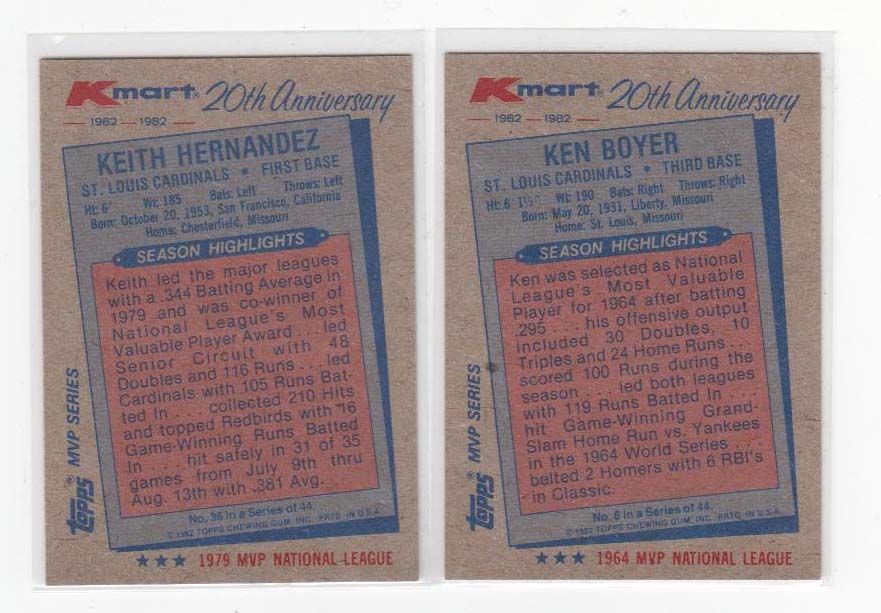 Kmart® 20th Anniversary
1962 — 1982
KEITH HERNANDEZ
ST. LOUIS CARDINALS • FIRST BASE
Ht: 6' Wt: 185 Bats: Left Throws: Left
Born: October 20, 1953, San Francisco, California
Home: Chesterfield, Missouri
SEASON HIGHLIGHTS
Keith led the major leagues
with a .344 Batting Average in
1979 and was co-winner of
National League's Most
Valuable Player Award . . . led
Senior Circuit with 48
Doubles and 116 Runs . . . led
Cardinals with 105 Runs Bat-
ted In . . . collected 210 Hits
and topped Redbirds with 16
Game-Winning Runs Batted
In . . . hit safely in 31 of 35
games from July 9th thru
Aug. 13th with .381 Avg.
No. 36 in a Series of 44.
© 1982 TOPPS CHEWING GUM, INC. PRTD. IN U.S.A.
TOPPS® MVP SERIES
★★★ 1979 MVP NATIONAL LEAGUE
Kmart® 20th Anniversary
1962 — 1982
KEN BOYER
ST. LOUIS CARDINALS • THIRD BASE
Ht: 6' 1½" Wt: 190 Bats: Right Throws: Right
Born: May 20, 1931, Liberty, Missouri
Home: St. Louis, Missouri
SEASON HIGHLIGHTS
Ken was selected as National
League's Most Valuable
Player for 1964 after batting
.295 . . . his offensive output
included 30 Doubles, 10
Triples and 24 Home Runs . . .
scored 100 Runs during the
season . . . led both leagues
with 119 Runs Batted In . . .
hit Game-Winning Grand-
Slam Home Run vs. Yankees
in the 1964 World Series . . .
belted 2 Homers with 6 RBI's
in Classic.
No. 6 in a Series of 44.
© 1982 TOPPS CHEWING GUM, INC. PRTD. IN U.S.A.
TOPPS® MVP SERIES
★★★ 1964 MVP NATIONAL LEAGUE